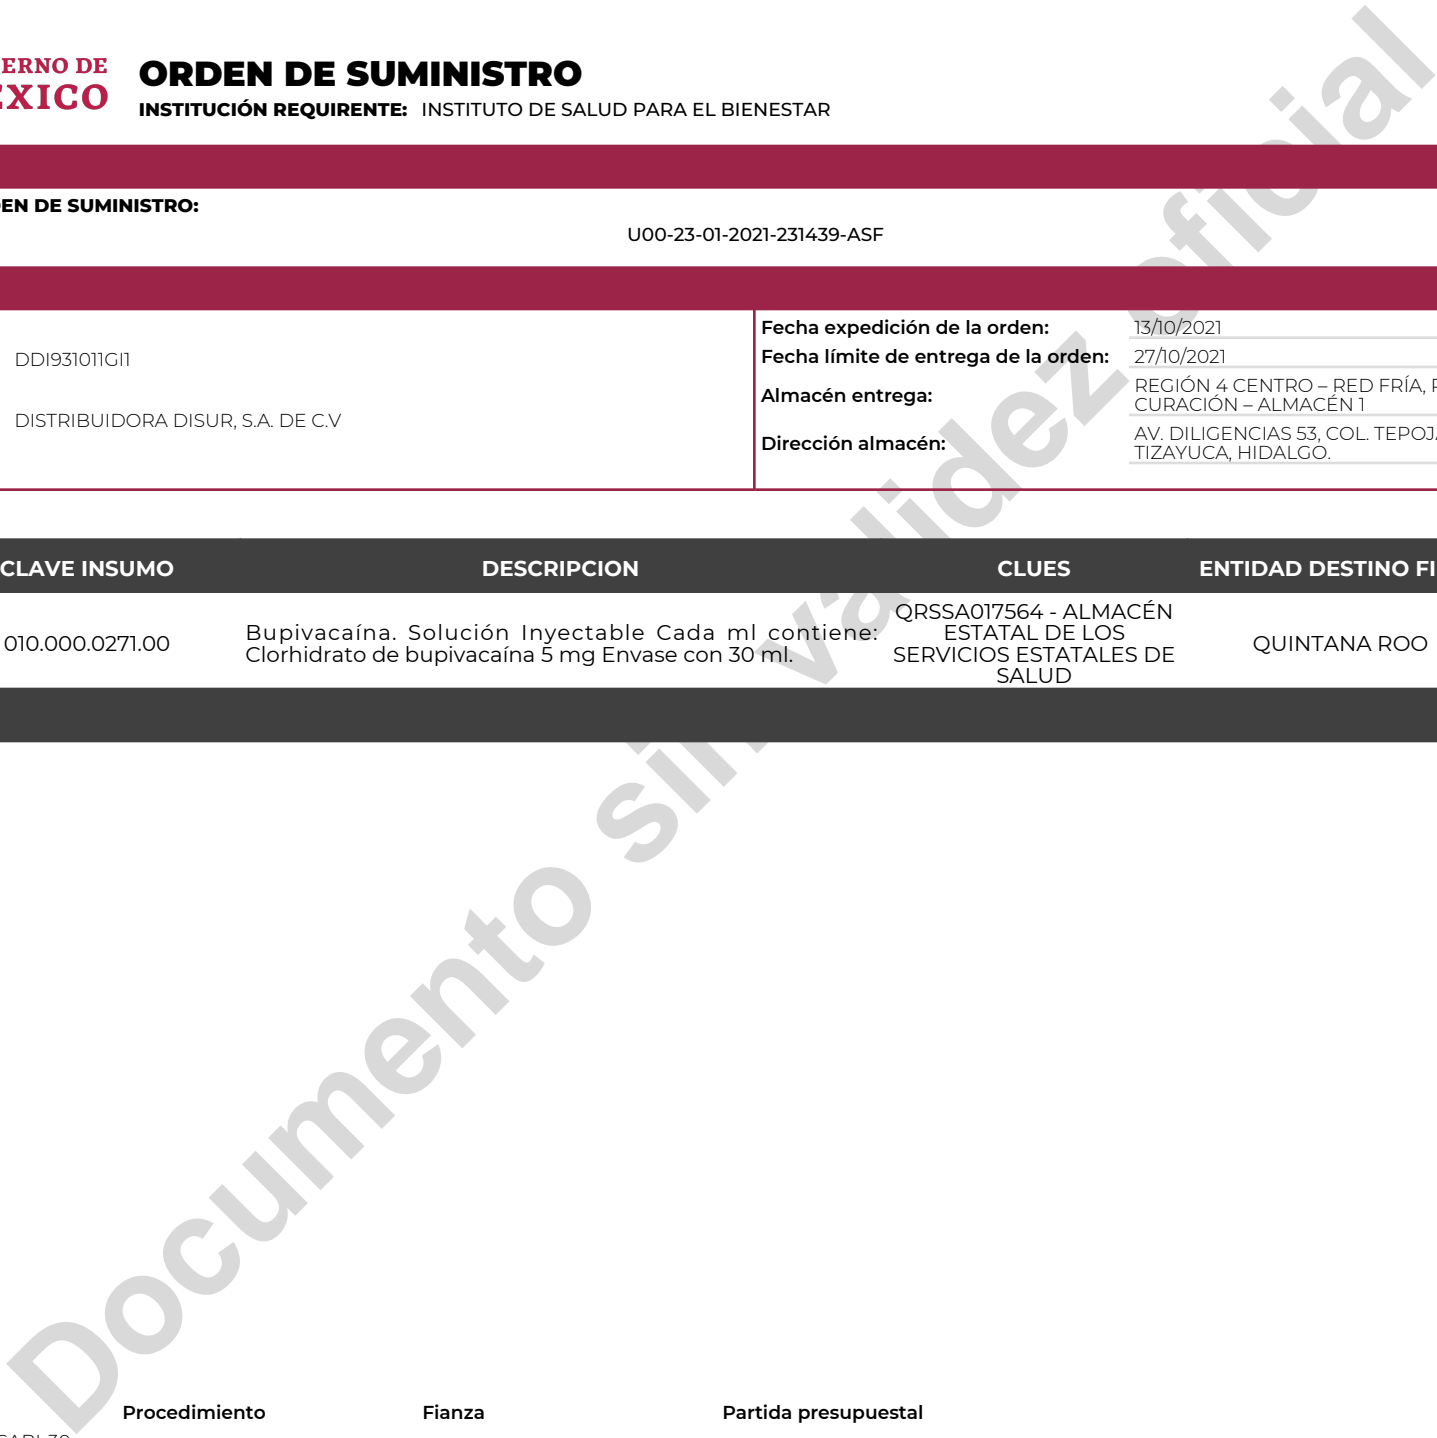 ERNO DE
EXICO
ORDEN DE SUMINISTRO
INSTITUCIÓN REQUIRENTE: INSTITUTO DE SALUD PARA EL BIENESTAR
EN DE SUMINISTRO:
U00-23-01-2021-231439-ASF
DDI931011GI1
DISTRIBUIDORA DISUR, S.A. DE C.V
Fecha expedición de la orden: 13/10/2021
Fecha límite de entrega de la orden: 27/10/2021
Almacén entrega: REGIÓN 4 CENTRO – RED FRÍA,
CURACIÓN – ALMACÉN 1
Dirección almacén: AV. DILIGENCIAS 53, COL. TEPOJ
TIZAYUCA, HIDALGO.
CLAVE INSUMO DESCRIPCION CLUES ENTIDAD DESTINO FI
010.000.0271.00
Bupivacaína. Solución Inyectable Cada ml contiene:
Clorhidrato de bupivacaína 5 mg Envase con 30 ml.
QRSSA017564 - ALMACÉN
ESTATAL DE LOS
SERVICIOS ESTATALES DE
SALUD
QUINTANA ROO
Documento sin validez oficial
Procedimiento Fianza Partida presupuestal